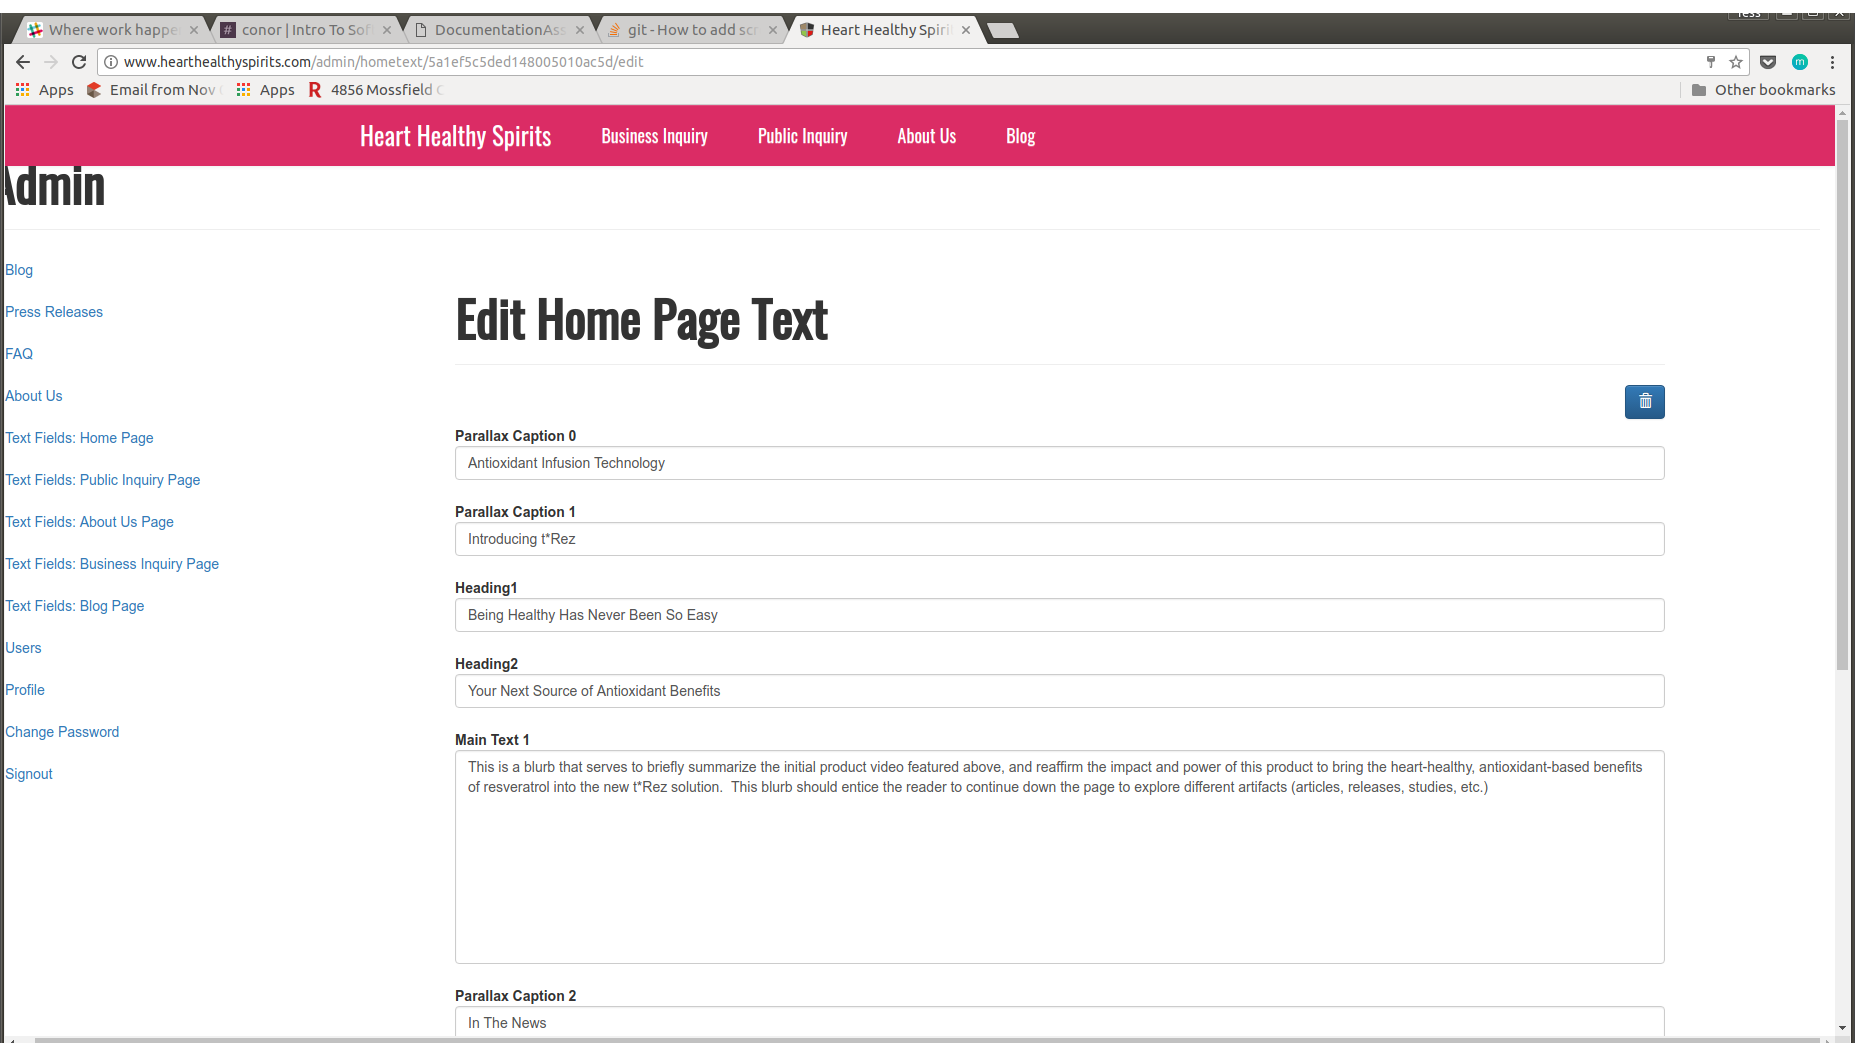 Tess
Where work happe
# conor | Intro To Sof
DocumentationAss
git - How to add scr
Heart Healthy Spiri
www.hearthealthyspirits.com/admin/hometext/5a1ef5c5ded148005010ac5d/edit
m
Apps
Email from Nov
Apps
R 4856 Mossfield C
Other bookmarks
Heart Healthy Spirits
Business Inquiry
Public Inquiry
About Us
Blog
Admin
Blog
Press Releases
FAQ
About Us
Text Fields: Home Page
Text Fields: Public Inquiry Page
Text Fields: About Us Page
Text Fields: Business Inquiry Page
Text Fields: Blog Page
Users
Profile
Change Password
Signout
Edit Home Page Text
Parallax Caption 0
Antioxidant Infusion Technology
Parallax Caption 1
Introducing t*Rez
Heading1
Being Healthy Has Never Been So Easy
Heading2
Your Next Source of Antioxidant Benefits
Main Text 1
This is a blurb that serves to briefly summarize the initial product video featured above, and reaffirm the impact and power of this product to bring the heart-healthy, antioxidant-based benefits
of resveratrol into the new t*Rez solution.  This blurb should entice the reader to continue down the page to explore different artifacts (articles, releases, studies, etc.)
Parallax Caption 2
In The News